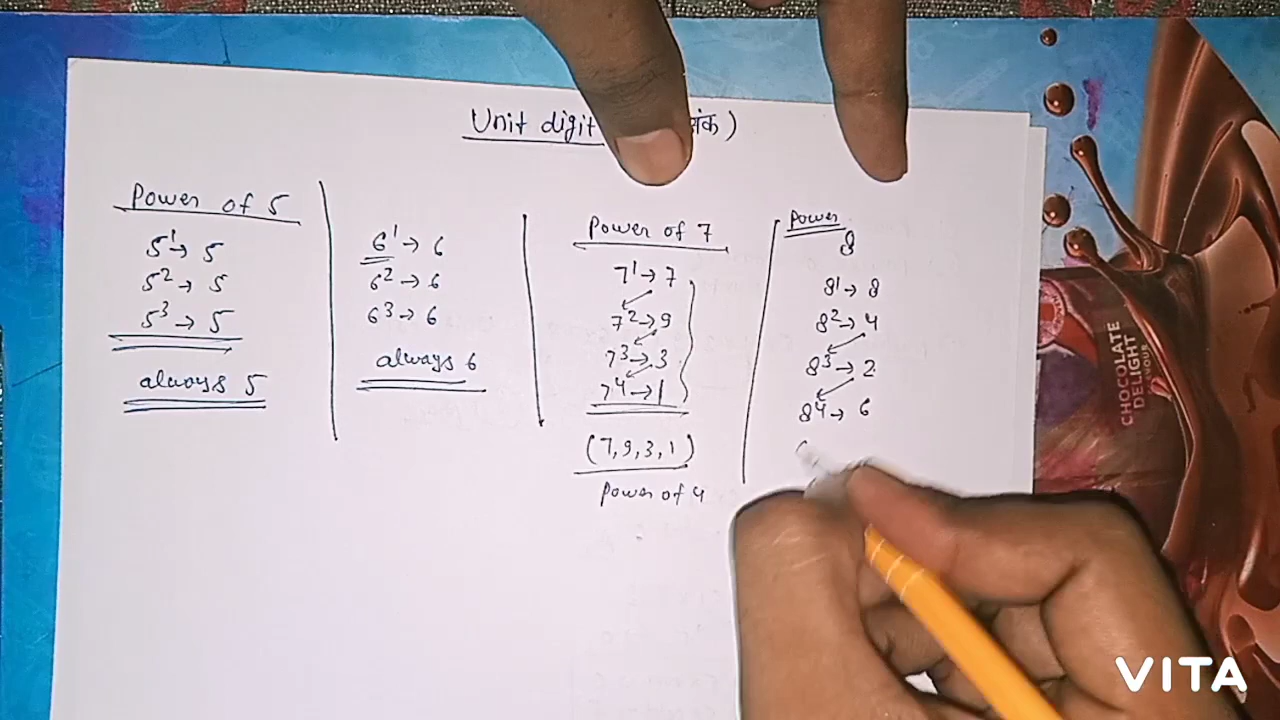 Unit digit
)
Power of 5
5¹→ 5
5²→ 5
5³→ 5
always 5
6¹→ 6
6²→ 6
6³→ 6
always 6
Power of 7
7¹→ 7
7²→9
7³→3
7⁴→1
(7,9,3,1)
Power of 4
Power
8
8¹→ 8
8²→ 4
8³→ 2
8⁴→ 6
CHOCOLATE
DELIGHT
FLAVOUR
VITA